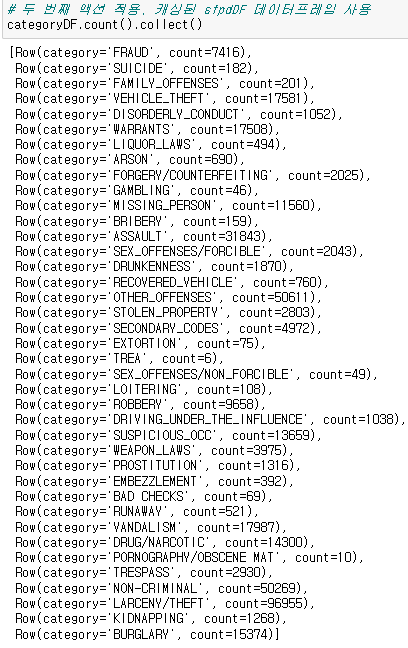 # 두 번째 액션 적용, 캐싱된 sfpdDF 데이터프레임 사용
categoryDF.count().collect()
[Row(category='FRAUD', count=7416),
Row(category='SUICIDE', count=182),
Row(category='FAMILY_OFFENSES', count=201),
Row(category='VEHICLE_THEFT', count=17581),
Row(category='DISORDERLY_CONDUCT', count=1052),
Row(category='WARRANTS', count=17508),
Row(category='LIQUOR_LAWS', count=494),
Row(category='ARSON', count=690),
Row(category='FORGERY/COUNTERFEITING', count=2025),
Row(category='GAMBLING', count=46),
Row(category='MISSING_PERSON', count=11560),
Row(category='BRIBERY', count=159),
Row(category='ASSAULT', count=31843),
Row(category='SEX_OFFENSES/FORCIBLE', count=2043),
Row(category='DRUNKENNESS', count=1870),
Row(category='RECOVERED_VEHICLE', count=760),
Row(category='OTHER_OFFENSES', count=50611),
Row(category='STOLEN_PROPERTY', count=2803),
Row(category='SECONDARY_CODES', count=4972),
Row(category='EXTORTION', count=75),
Row(category='TREA', count=6),
Row(category='SEX_OFFENSES/NON_FORCIBLE', count=49),
Row(category='LOITERING', count=108),
Row(category='ROBBERY', count=9658),
Row(category='DRIVING_UNDER_THE_INFLUENCE', count=1038),
Row(category='SUSPICIOUS_OCC', count=13659),
Row(category='WEAPON_LAWS', count=3975),
Row(category='PROSTITUTION', count=1316),
Row(category='EMBEZZLEMENT', count=392),
Row(category='BAD CHECKS', count=69),
Row(category='RUNAWAY', count=521),
Row(category='VANDALISM', count=17987),
Row(category='DRUG/NARCOTIC', count=14300),
Row(category='PORNOGRAPHY/OBSCENE MAT', count=10),
Row(category='TRESPASS', count=2930),
Row(category='NON-CRIMINAL', count=50269),
Row(category='LARCENY/THEFT', count=96955),
Row(category='KIDNAPPING', count=1268),
Row(category='BURGLARY', count=15374)]